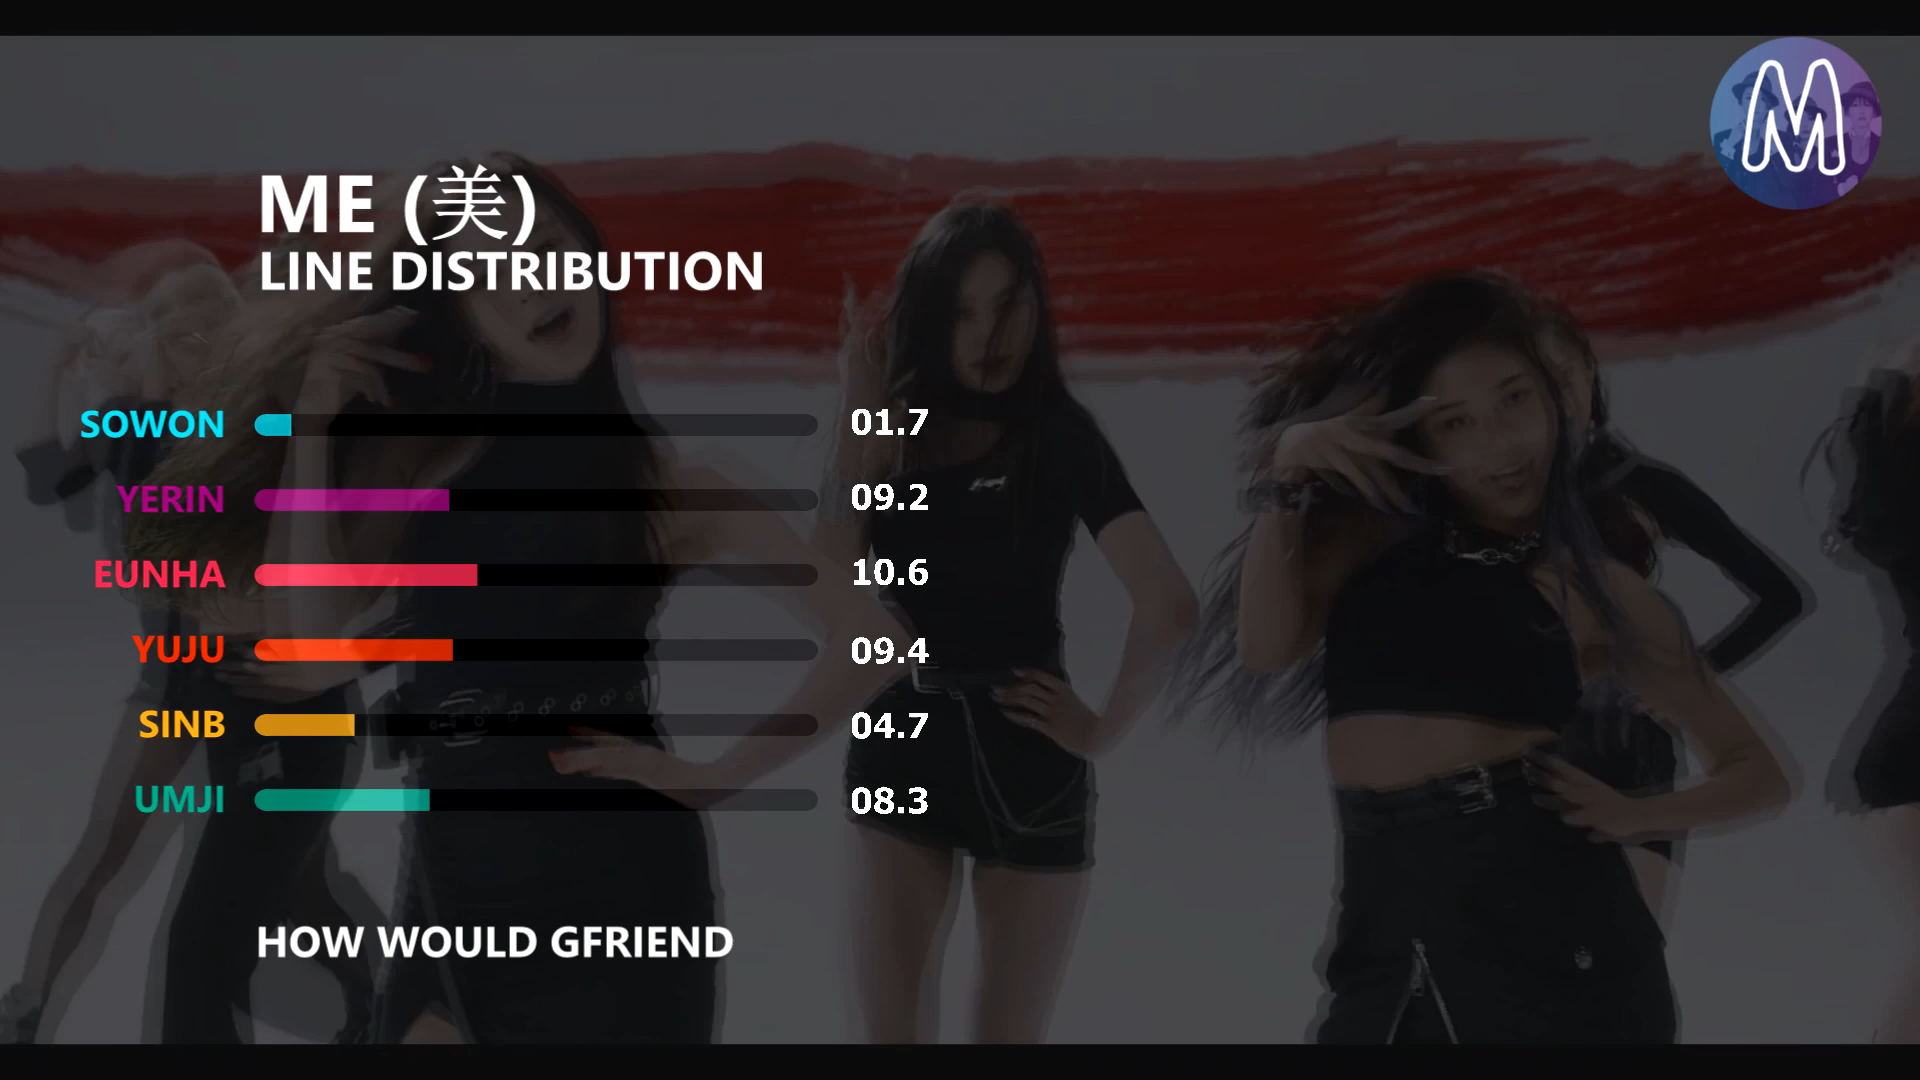 M
ME (美)
LINE DISTRIBUTION
SOWON 01.7
YERIN 09.2
EUNHA 10.6
YUJU 09.4
SINB 04.7
UMJI 08.3
HOW WOULD GFRIEND